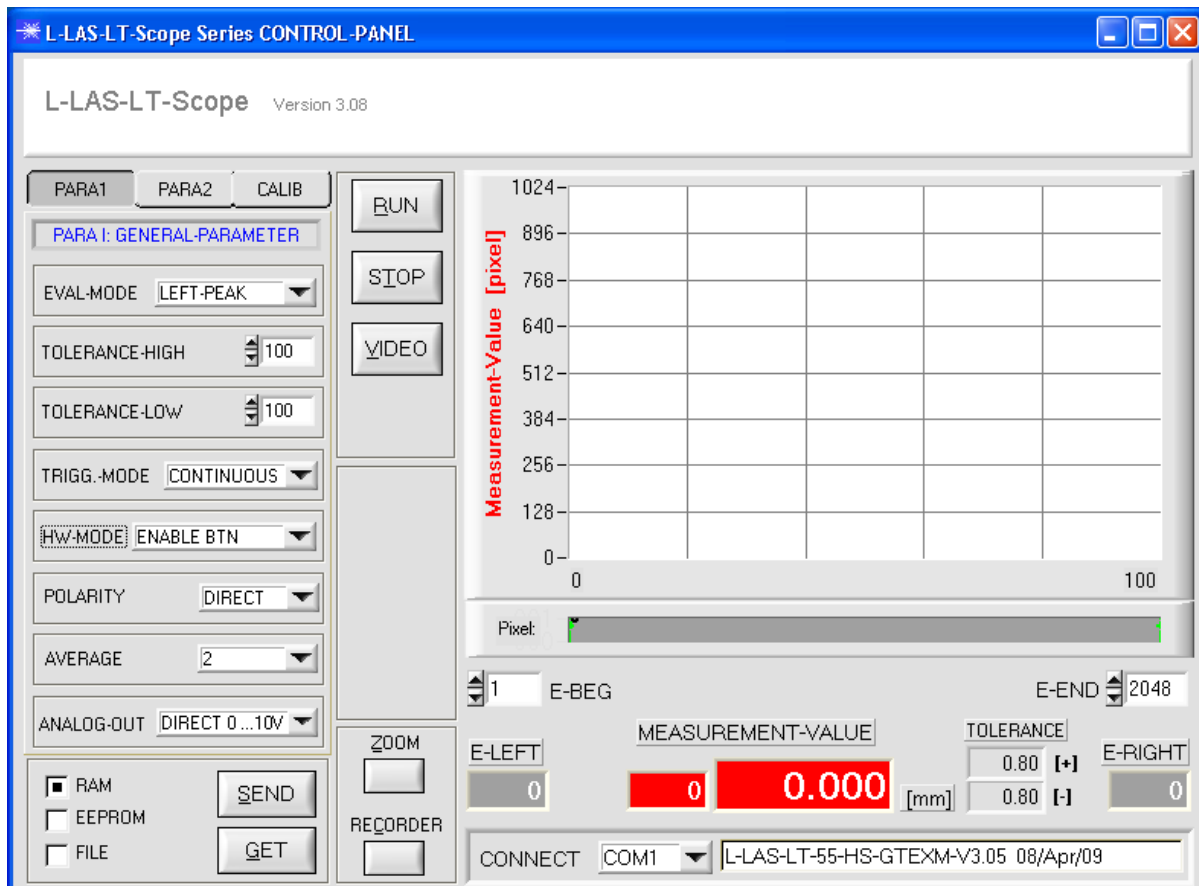 L-LAS-LT-Scope Series CONTROL-PANEL
L-LAS-LT-Scope Version 3.08
PARA1 PARA2 CALIB
PARA I: GENERAL-PARAMETER
EVAL-MODE LEFT-PEAK
TOLERANCE-HIGH 100
TOLERANCE-LOW 100
TRIGG.-MODE CONTINUOUS
HW-MODE ENABLE BTN
POLARITY DIRECT
AVERAGE 2
ANALOG-OUT DIRECT 0...10V
RAM
EEPROM
FILE
SEND
GET
RUN
STOP
VIDEO
ZOOM
RECORDER
Measurement-Value [pixel]
1024
896
768
640
512
384
256
128
0
0 100
Pixel:
1 E-BEG
E-END 2048
E-LEFT
0
MEASUREMENT-VALUE
0 0.000 [mm]
TOLERANCE
0.80 [+]
0.80 [-]
E-RIGHT
0
CONNECT COM1 L-LAS-LT-55-HS-GTEXM-V3.05 08/Apr/09